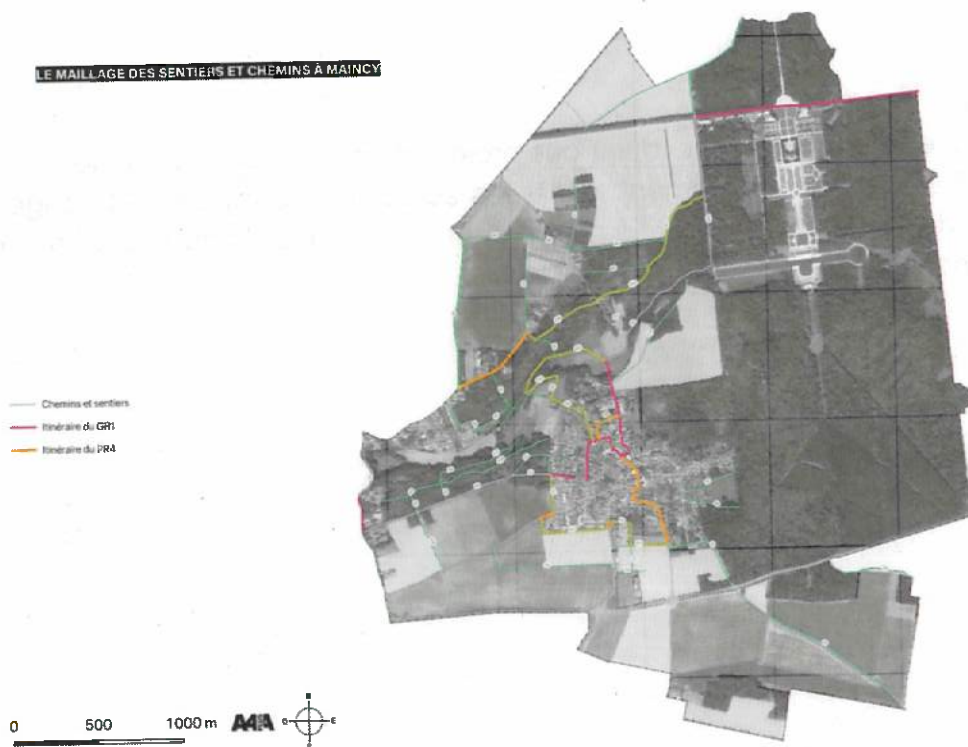 LE MAILLAGE DES SENTIERS ET CHEMINS À MAINCY
Chemins et sentiers
Itinéraire du GR1
Itinéraire du PR4
0 500 1000 m
O E